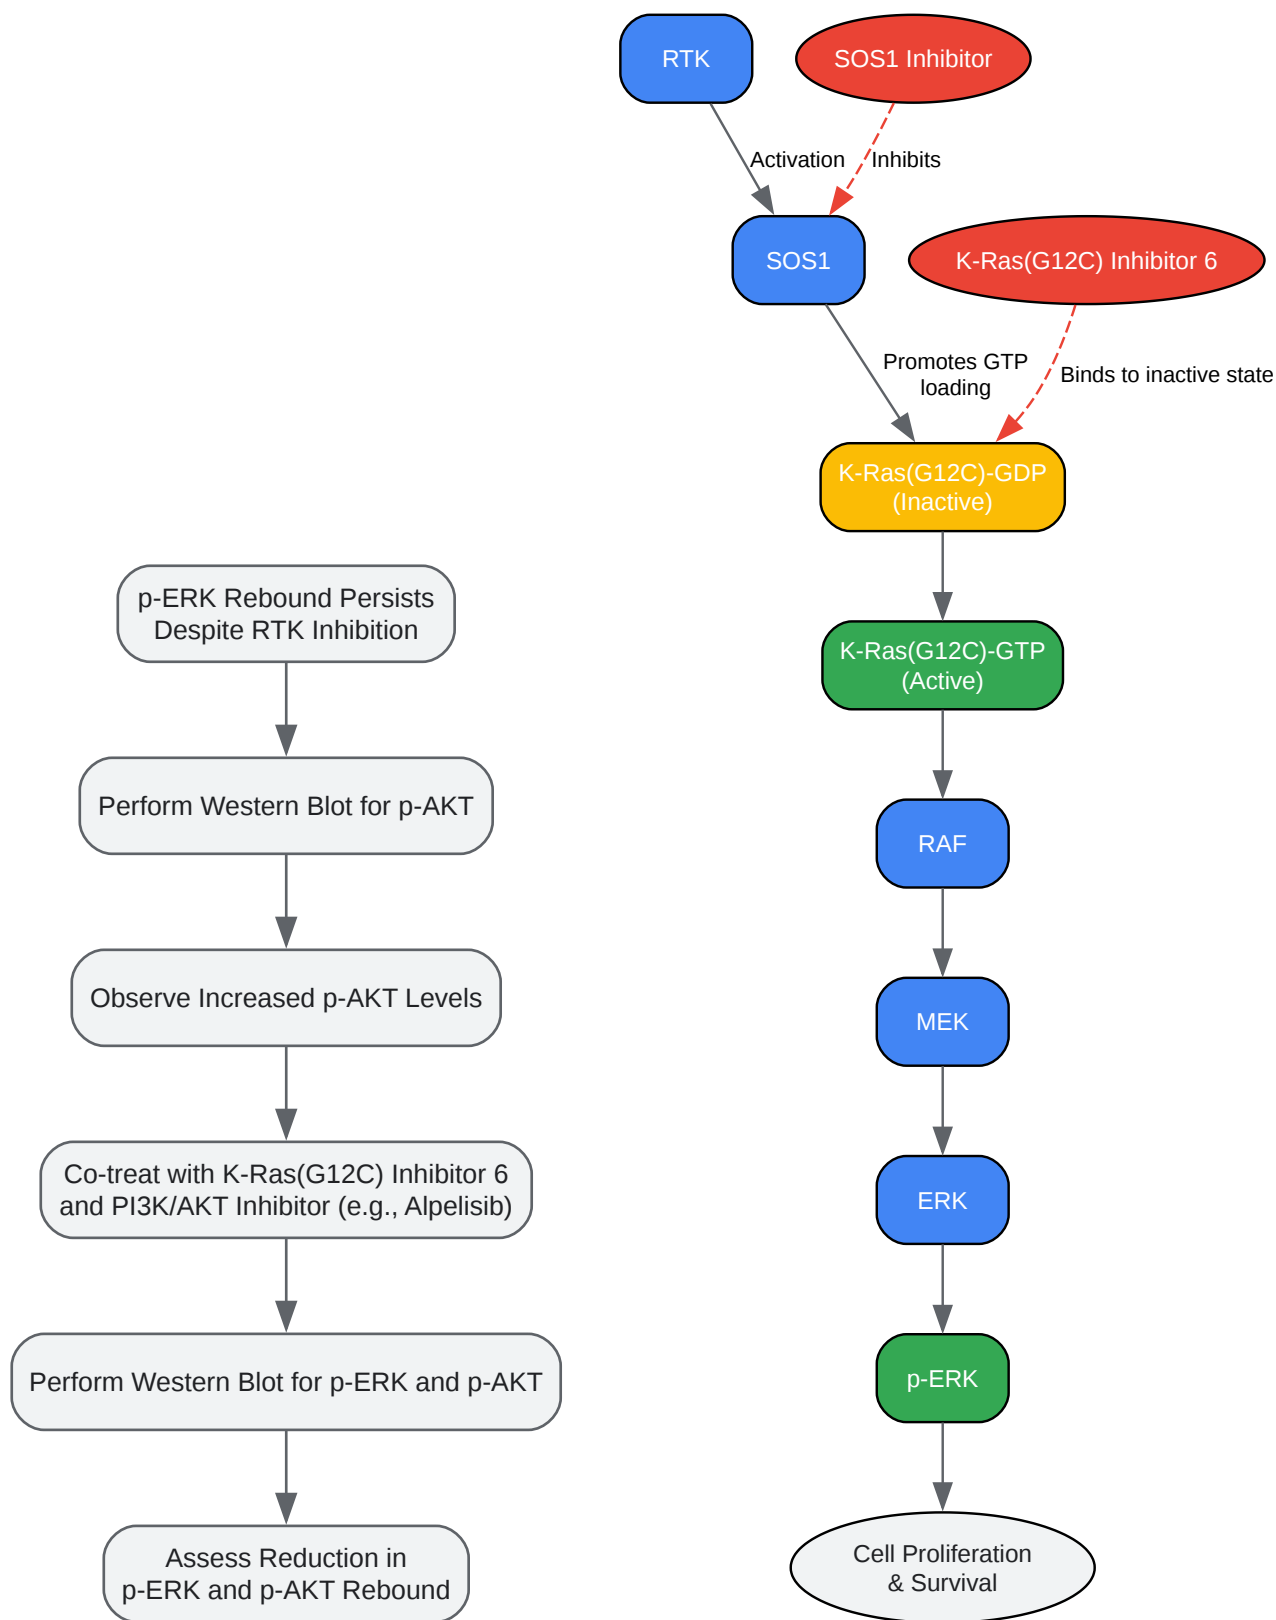 p-ERK Rebound Persists
Despite RTK Inhibition
Perform Western Blot for p-AKT
Observe Increased p-AKT Levels
Co-treat with K-Ras(G12C) Inhibitor 6
and PI3K/AKT Inhibitor (e.g., Alpelisib)
Perform Western Blot for p-ERK and p-AKT
Assess Reduction in
p-ERK and p-AKT Rebound
RTK
SOS1 Inhibitor
Activation
Inhibits
SOS1
K-Ras(G12C) Inhibitor 6
Promotes GTP
loading
Binds to inactive state
K-Ras(G12C)-GDP
(Inactive)
K-Ras(G12C)-GTP
(Active)
RAF
MEK
ERK
p-ERK
Cell Proliferation
& Survival